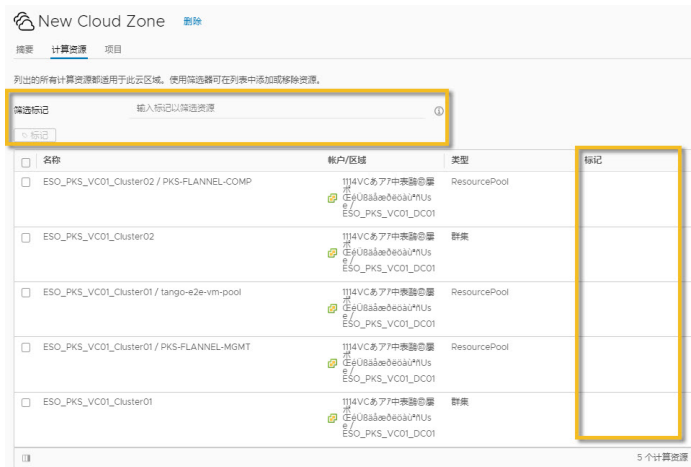 New Cloud Zone 删除
摘要 计算资源 项目
列出的所有计算资源都适用于此云区域。使用筛选器可在列表中添加或移除资源。
筛选标记 输入标记以筛选资源
标记
名称 帐户/区域 类型 标记
ESO_PKS_VC01_Cluster02 / PKS-FLANNEL-COMP ResourcePool
ESO_PKS_VC01_DC01
ESO_PKS_VC01_Cluster02 群集
ESO_PKS_VC01_DC01
ESO_PKS_VC01_Cluster01 / tango-e2e-vm-pool ResourcePool
ESO_PKS_VC01_DC01
ESO_PKS_VC01_Cluster01 / PKS-FLANNEL-MGMT ResourcePool
ESO_PKS_VC01_DC01
ESO_PKS_VC01_Cluster01 群集
ESO_PKS_VC01_DC01
5 个计算资源